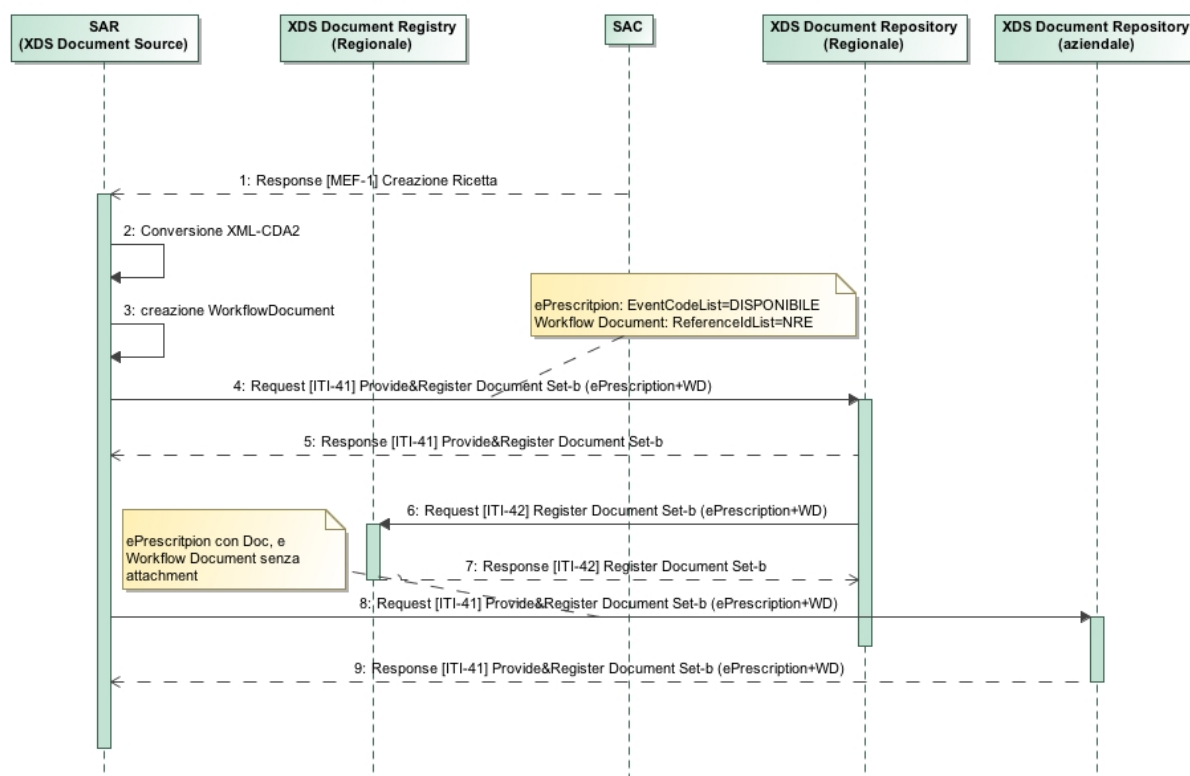 SAR
(XDS Document Source)
XDS Document Registry
(Regionale)
SAC
XDS Document Repository
(Regionale)
XDS Document Repository
(aziendale)
1: Response [MEF-1] Creazione Ricetta
2: Conversione XML-CDA2
3: creazione WorkflowDocument
ePrescritpion: EventCodeList=DISPONIBILE
Workflow Document: ReferenceIdList=NRE
4: Request [ITI-41] Provide&Register Document Set-b (ePrescription+WD)
5: Response [ITI-41] Provide&Register Document Set-b
6: Request [ITI-42] Register Document Set-b (ePrescription+WD)
ePrescritpion con Doc, e
Workflow Document senza
attachment
7: Response [ITI-42] Register Document Set-b
8: Request [ITI-41] Provide&Register Document Set-b (ePrescription+WD)
9: Response [ITI-41] Provide&Register Document Set-b (ePrescription+WD)